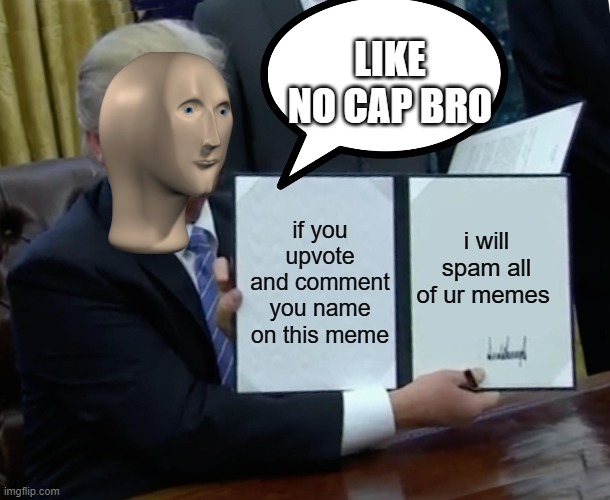 LIKE
NO CAP BRO
if you
upvote
and comment
you name
on this meme
i will
spam all
of ur memes
imgflip.com